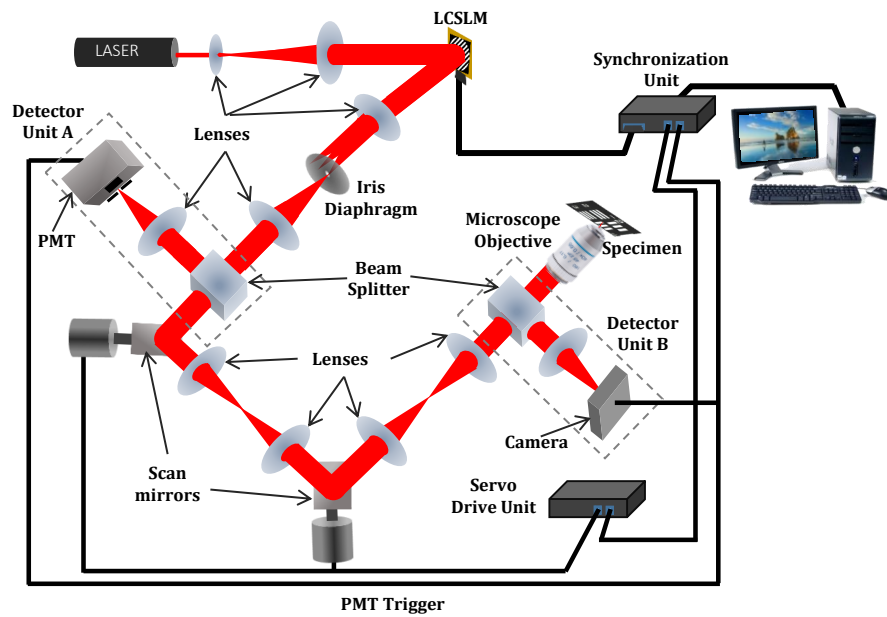 LCSLM
LASER
Synchronization
Unit
Detector
Unit A
Lenses
Iris
Diaphragm
PMT
Microscope
Objective
Specimen
Beam
Splitter
Detector
Unit B
Lenses
Camera
Scan
mirrors
Servo
Drive Unit
PMT Trigger